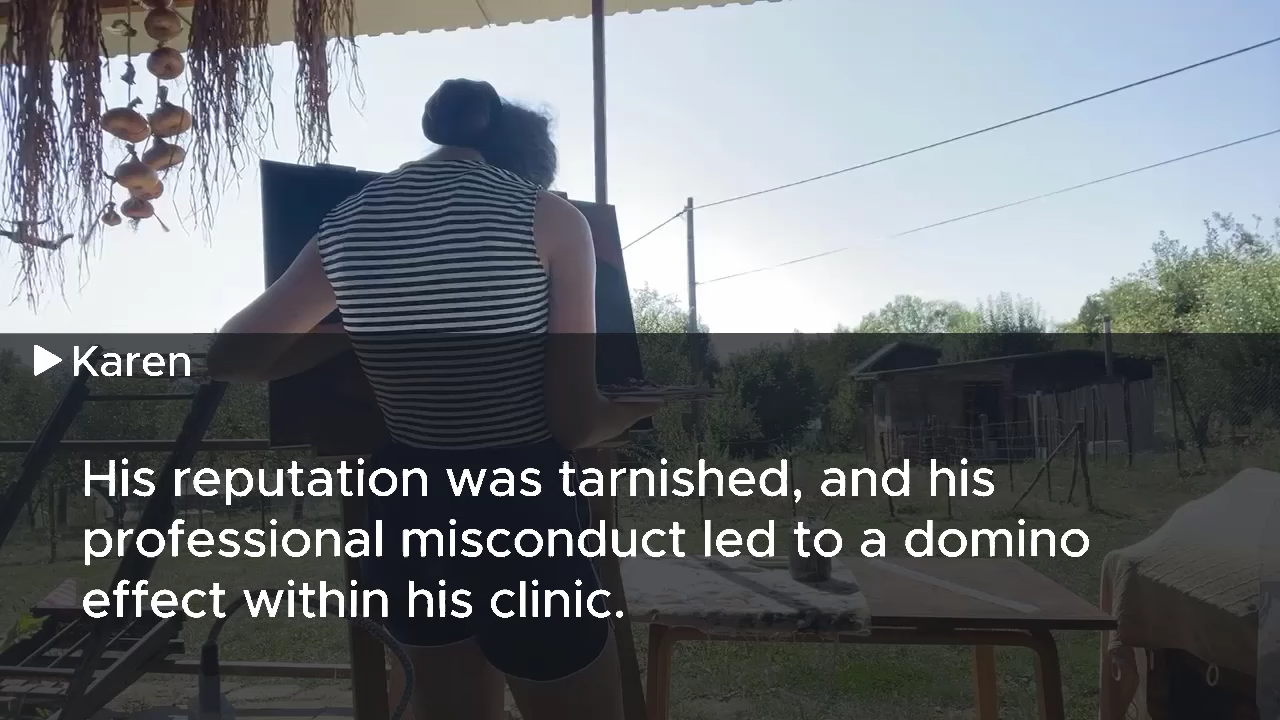 Karen
His reputation was tarnished, and his
professional misconduct led to a domino
effect within his clinic.